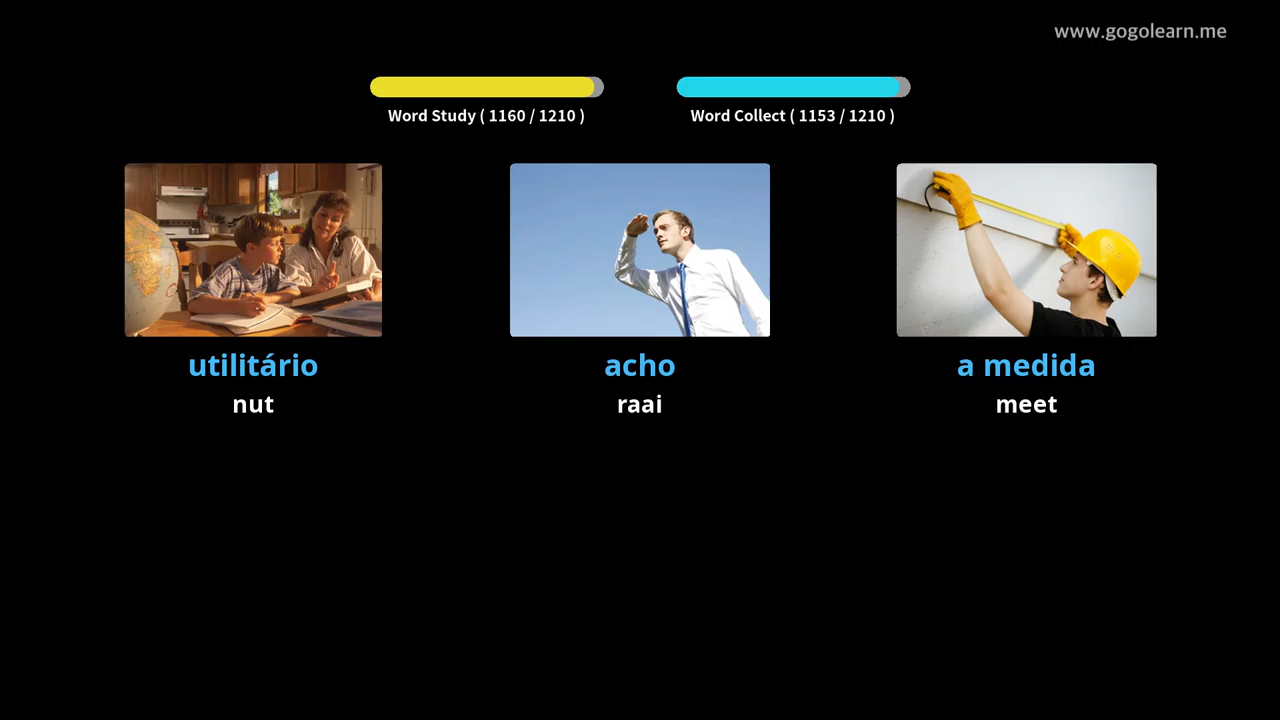 www.gogolearn.me
Word Study ( 1160 / 1210 )
Word Collect ( 1153 / 1210 )
utilitário
nut
acho
raai
a medida
meet